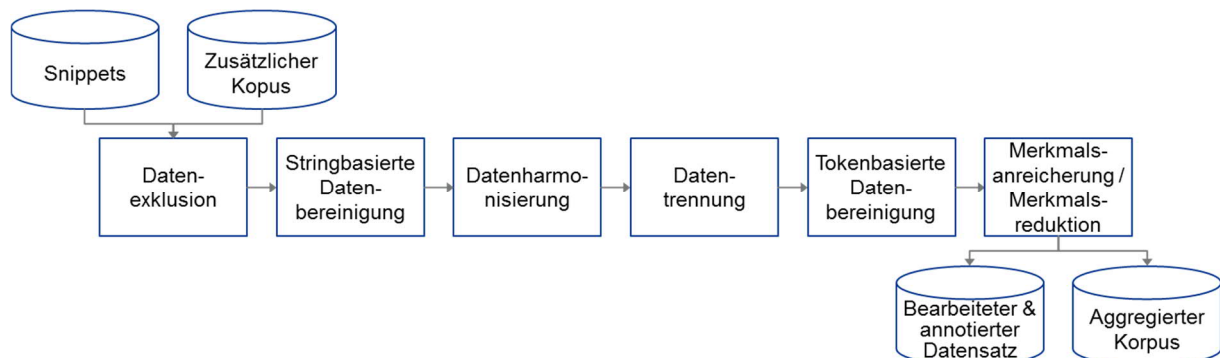 Snippets
Zusätzlicher
Kopus
Daten-
exklusion
Stringbasierte
Daten-
bereinigung
Datenharmo-
nisierung
Daten-
trennung
Tokenbasierte
Daten-
bereinigung
Merkmals-
anreicherung /
Merkmals-
reduktion
Bearbeiteter &
annotierter
Datensatz
Aggregierter
Korpus